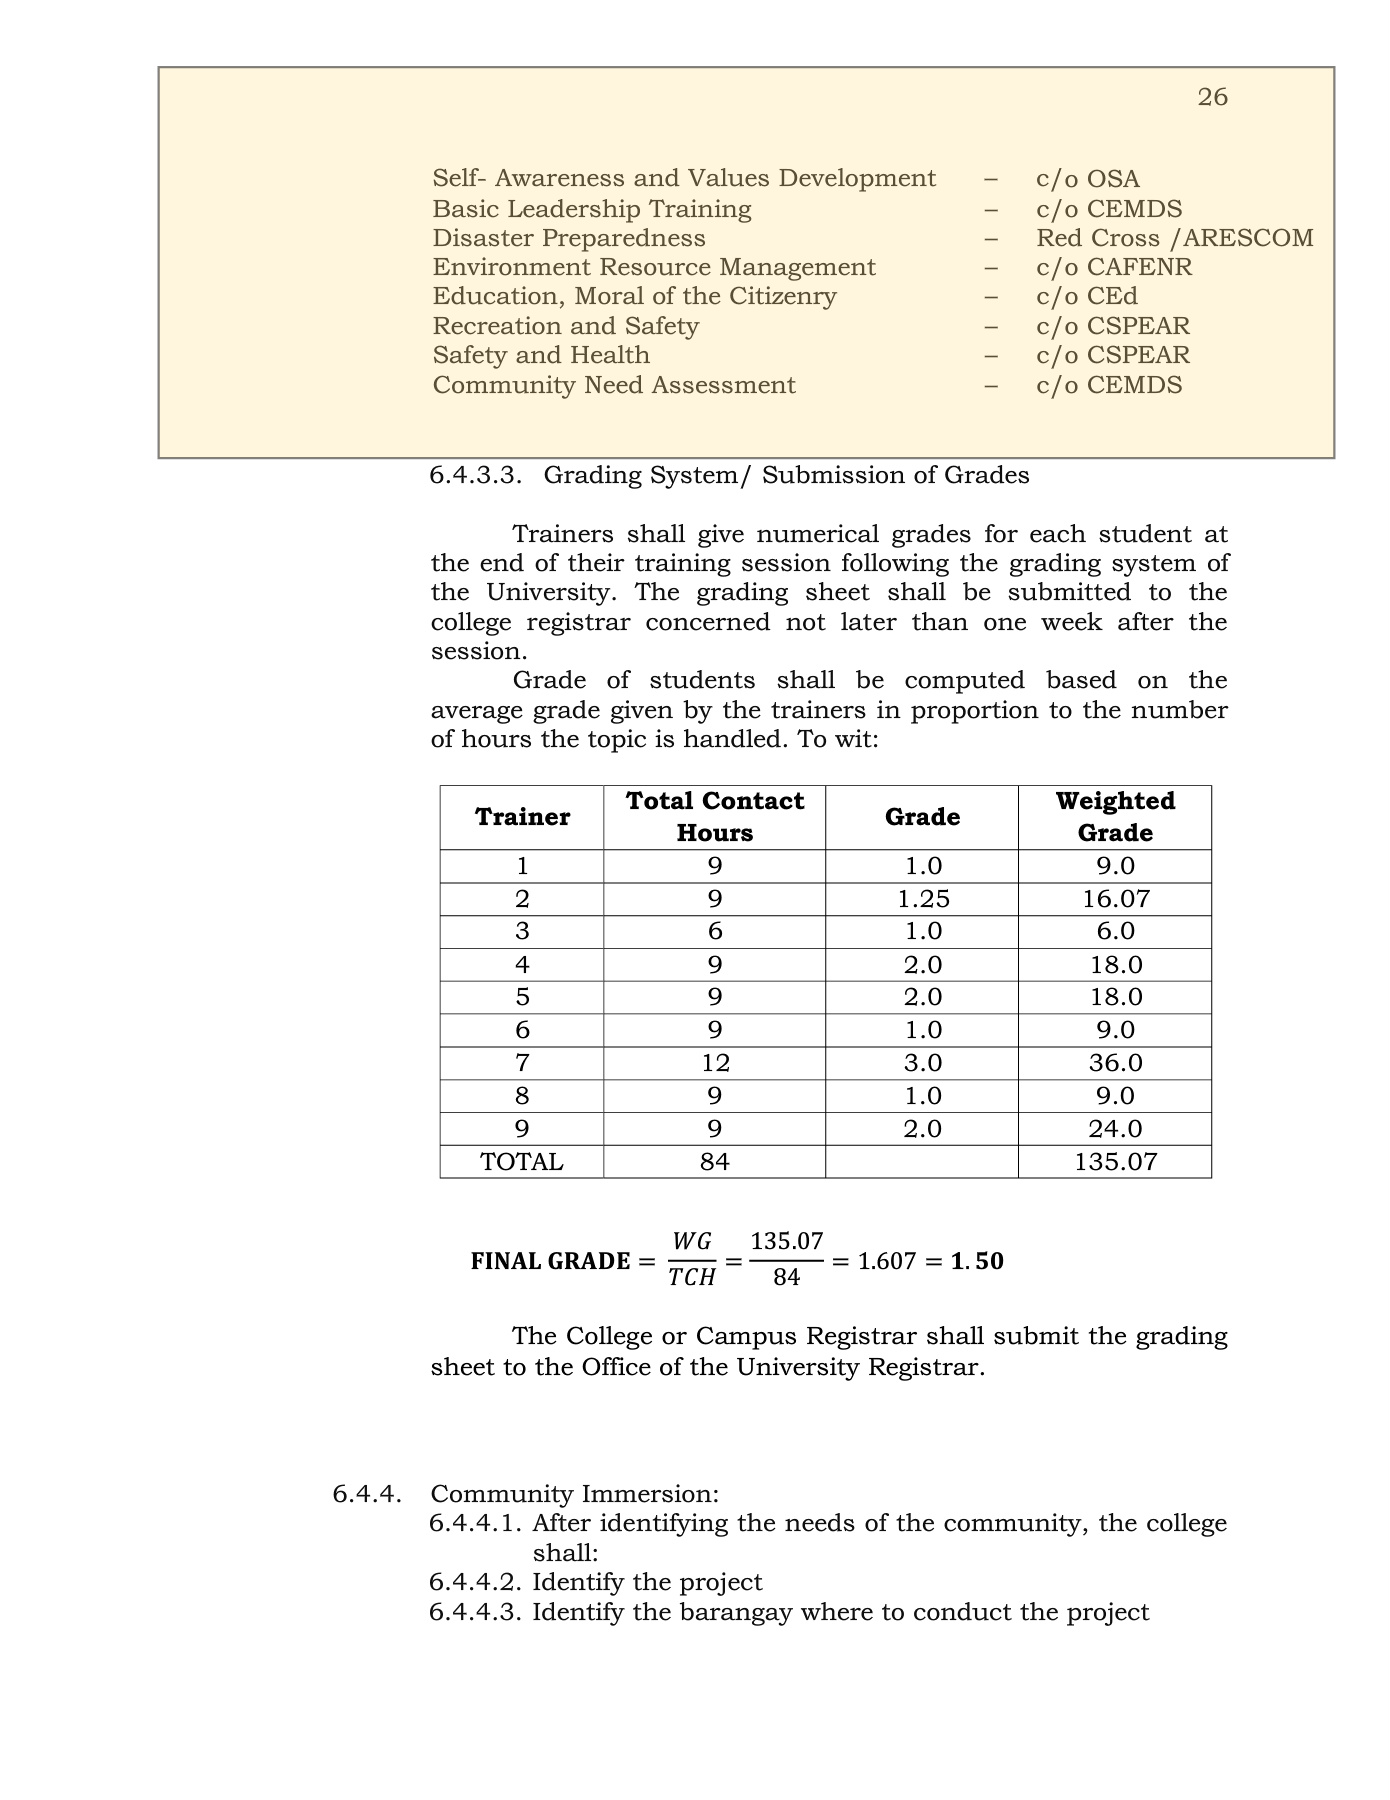 26
Self- Awareness and Values Development – c/o OSA
Basic Leadership Training – c/o CEMDS
Disaster Preparedness – Red Cross /ARESCOM
Environment Resource Management – c/o CAFENR
Education, Moral of the Citizenry – c/o CEd
Recreation and Safety – c/o CSPEAR
Safety and Health – c/o CSPEAR
Community Need Assessment – c/o CEMDS
6.4.3.3. Grading System/ Submission of Grades
Trainers shall give numerical grades for each student at
the end of their training session following the grading system of
the University. The grading sheet shall be submitted to the
college registrar concerned not later than one week after the
session.
Grade of students shall be computed based on the
average grade given by the trainers in proportion to the number
of hours the topic is handled. To wit:
Trainer Total Contact Hours Grade Weighted Grade
1 9 1.0 9.0
2 9 1.25 16.07
3 6 1.0 6.0
4 9 2.0 18.0
5 9 2.0 18.0
6 9 1.0 9.0
7 12 3.0 36.0
8 9 1.0 9.0
9 9 2.0 24.0
TOTAL 84 135.07
FINAL GRADE = WG/TCH = 135.07/84 = 1.607 = 1.50
The College or Campus Registrar shall submit the grading
sheet to the Office of the University Registrar.
6.4.4. Community Immersion:
6.4.4.1. After identifying the needs of the community, the college
shall:
6.4.4.2. Identify the project
6.4.4.3. Identify the barangay where to conduct the project